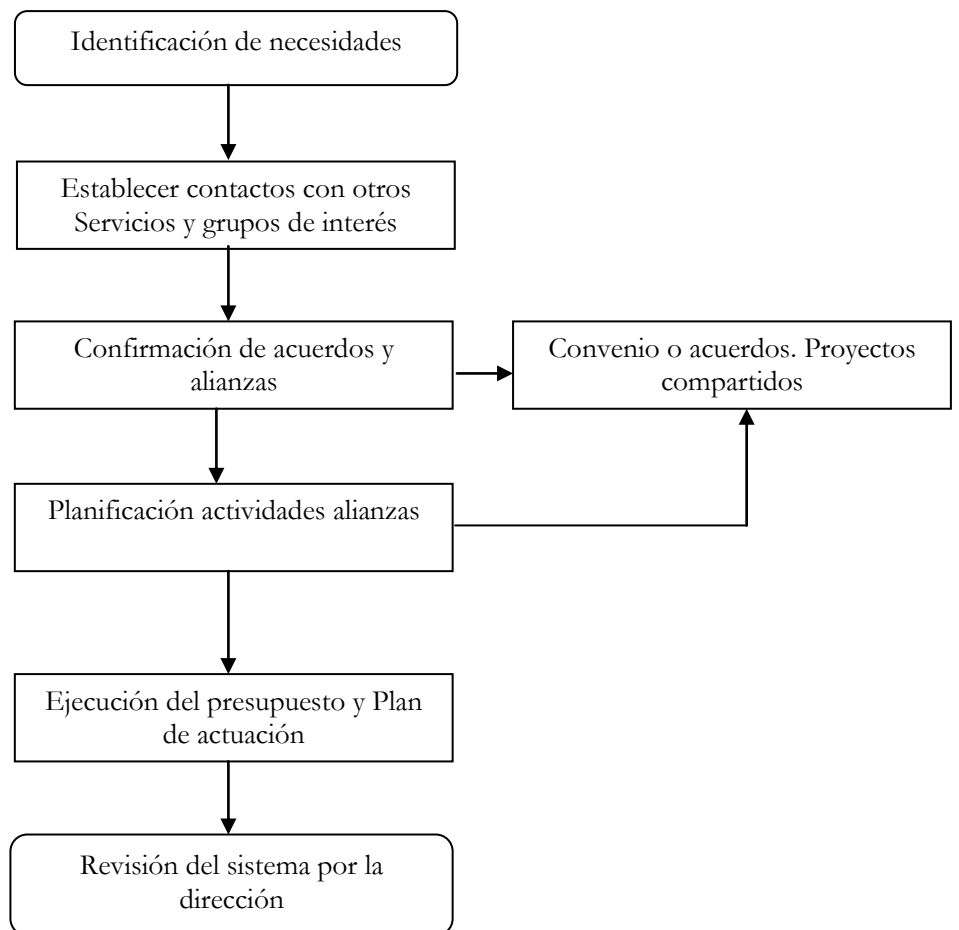 Identificación de necesidades
Establecer contactos con otros
Servicios y grupos de interés
Confirmación de acuerdos y
alianzas
Convenio o acuerdos. Proyectos
compartidos
Planificación actividades alianzas
Ejecución del presupuesto y Plan
de actuación
Revisión del sistema por la
dirección